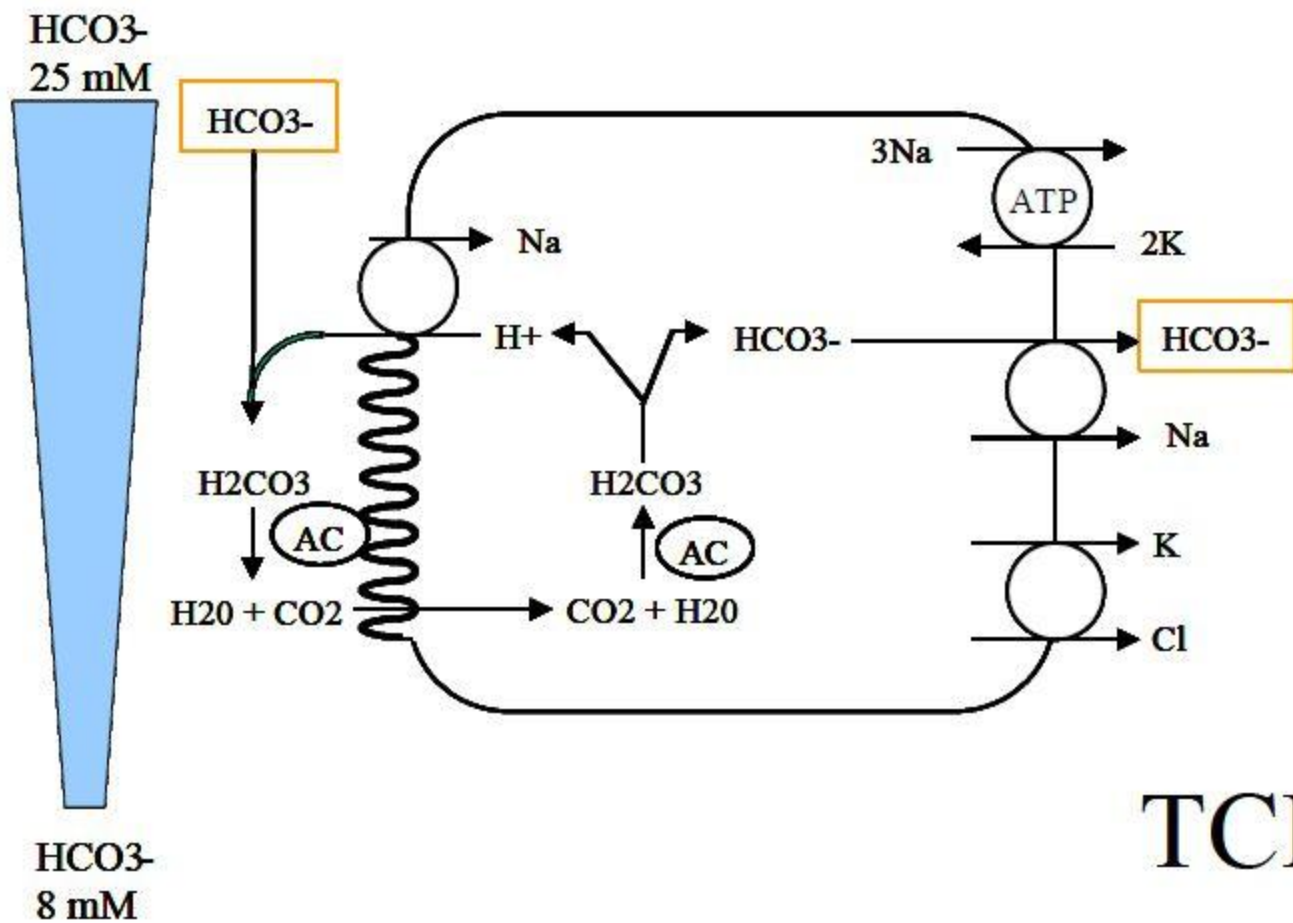 HCO3-
25 mM
HCO3-
3Na
ATP
Na
2K
H+
HCO3-
HCO3-
Na
H2CO3
H2CO3
AC
AC
K
H20 + CO2
CO2 + H20
Cl
HCO3-
8 mM